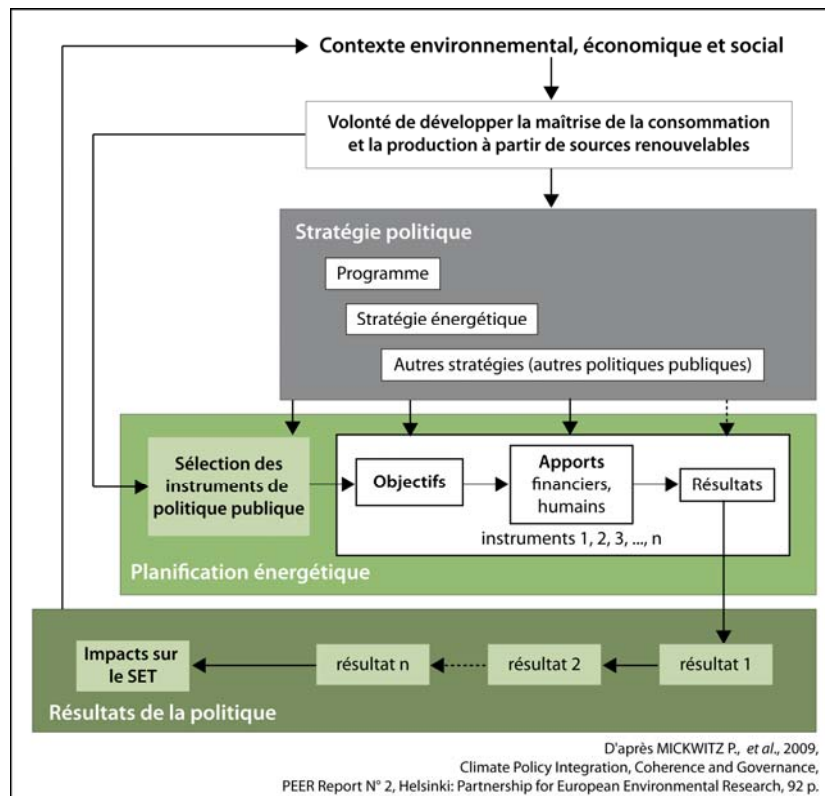 Contexte environnemental, économique et social
Volonté de développer la maîtrise de la consommation
et la production à partir de sources renouvelables
Stratégie politique
Programme
Stratégie énergétique
Autres stratégies (autres politiques publiques)
Sélection des
instruments de
politique publique
Objectifs
Apports
financiers,
humains
Résultats
instruments 1, 2, 3, ..., n
Planification énergétique
Impacts sur
le SET
résultat n
résultat 2
résultat 1
Résultats de la politique
D'après MICKWITZ P., et al., 2009,
Climate Policy Integration, Coherence and Governance,
PEER Report N° 2, Helsinki: Partnership for European Environmental Research, 92 p.